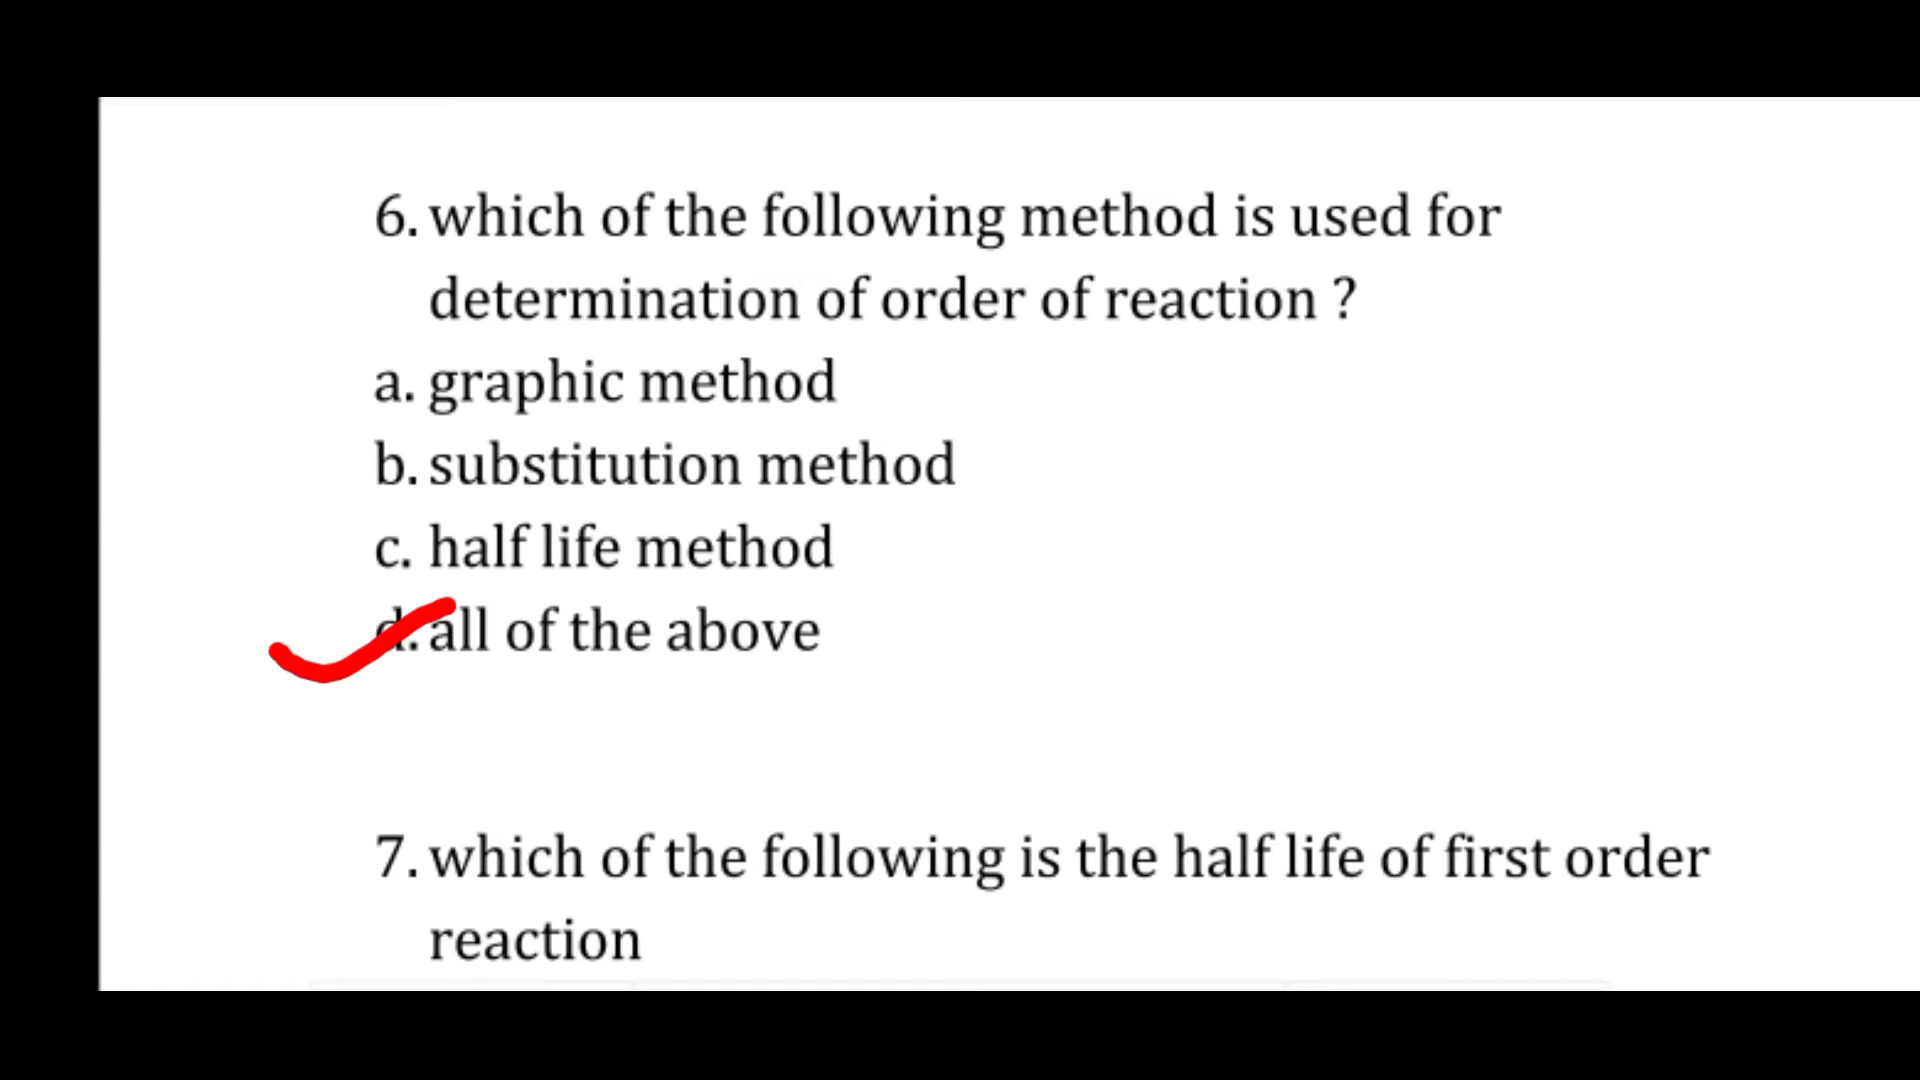 6. which of the following method is used for
determination of order of reaction ?
a. graphic method
b. substitution method
c. half life method
d. all of the above
7. which of the following is the half life of first order
reaction